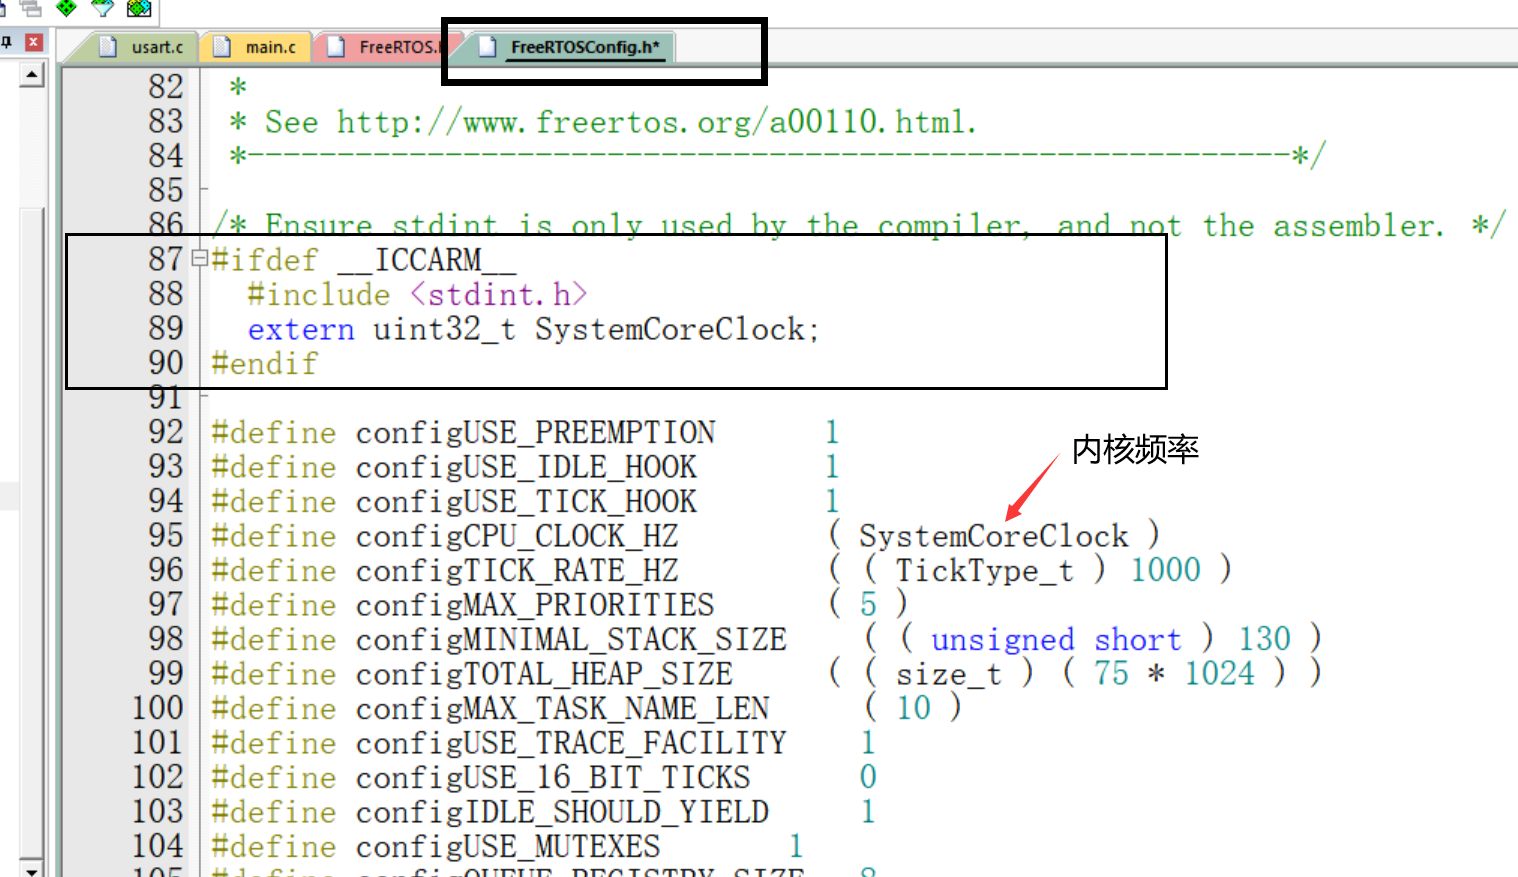 usart.c main.c FreeRTOS. FreeRTOSConfig.h*
82 *
83 * See http://www.freertos.org/a00110.html.
84 *----------------------------------------------------------*/
85
86 /* Ensure stdint is only used by the compiler, and not the assembler. */
87 #ifdef __ICCARM__
88 #include <stdint.h>
89 extern uint32_t SystemCoreClock;
90 #endif
91
92 #define configUSE_PREEMPTION 1
内核频率
93 #define configUSE_IDLE_HOOK 1
94 #define configUSE_TICK_HOOK 1
95 #define configCPU_CLOCK_HZ ( SystemCoreClock )
96 #define configTICK_RATE_HZ ( ( TickType_t ) 1000 )
97 #define configMAX_PRIORITIES ( 5 )
98 #define configMINIMAL_STACK_SIZE ( ( unsigned short ) 130 )
99 #define configTOTAL_HEAP_SIZE ( ( size_t ) ( 75 * 1024 ) )
100 #define configMAX_TASK_NAME_LEN ( 10 )
101 #define configUSE_TRACE_FACILITY 1
102 #define configUSE_16_BIT_TICKS 0
103 #define configIDLE_SHOULD_YIELD 1
104 #define configUSE_MUTEXES 1
105 #define configQUEUE_REGISTRY_SIZE 8